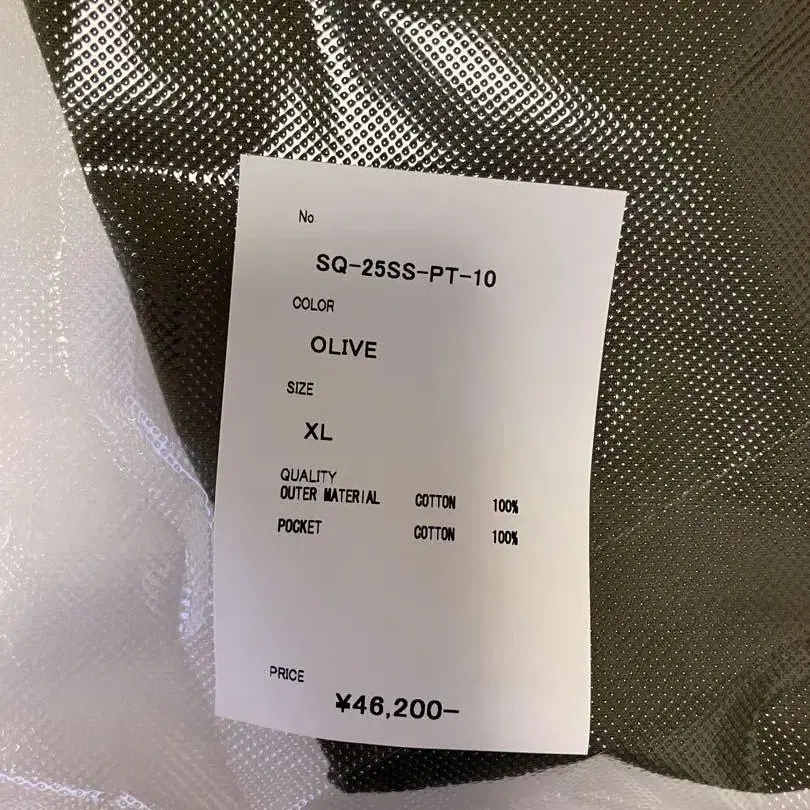 No
SQ-25SS-PT-10
COLOR
OLIVE
SIZE
XL
QUALITY
OUTER MATERIAL COTTON 100%
POCKET COTTON 100%
PRICE
¥46,200−